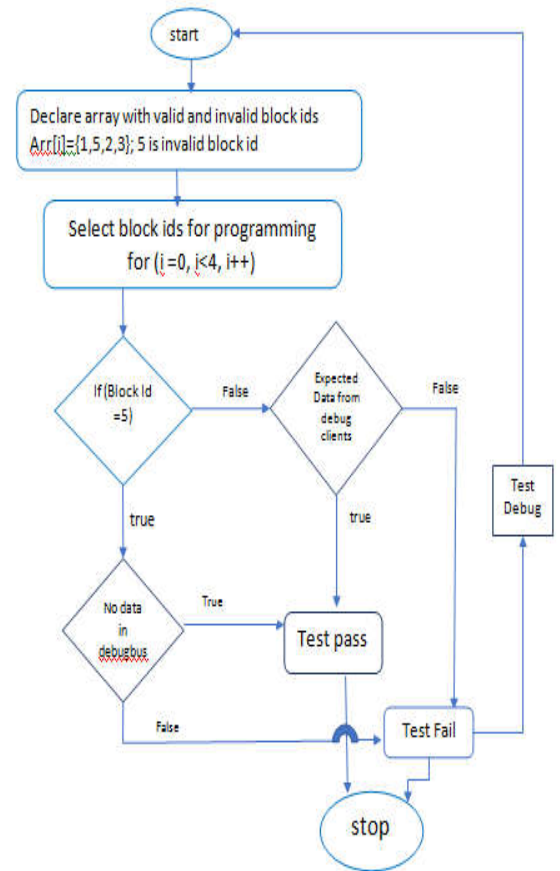 start
Declare array with valid and invalid block ids
Arr[i]={1,5,2,3}; 5 is invalid block id
Select block ids for programming
for (i =0, i<4, i++)
If (Block Id
=5)
False
Expected
Data from
debug
clients
False
Test
Debug
true
true
No data
in
debugbus
True
Test pass
False
Test Fail
stop